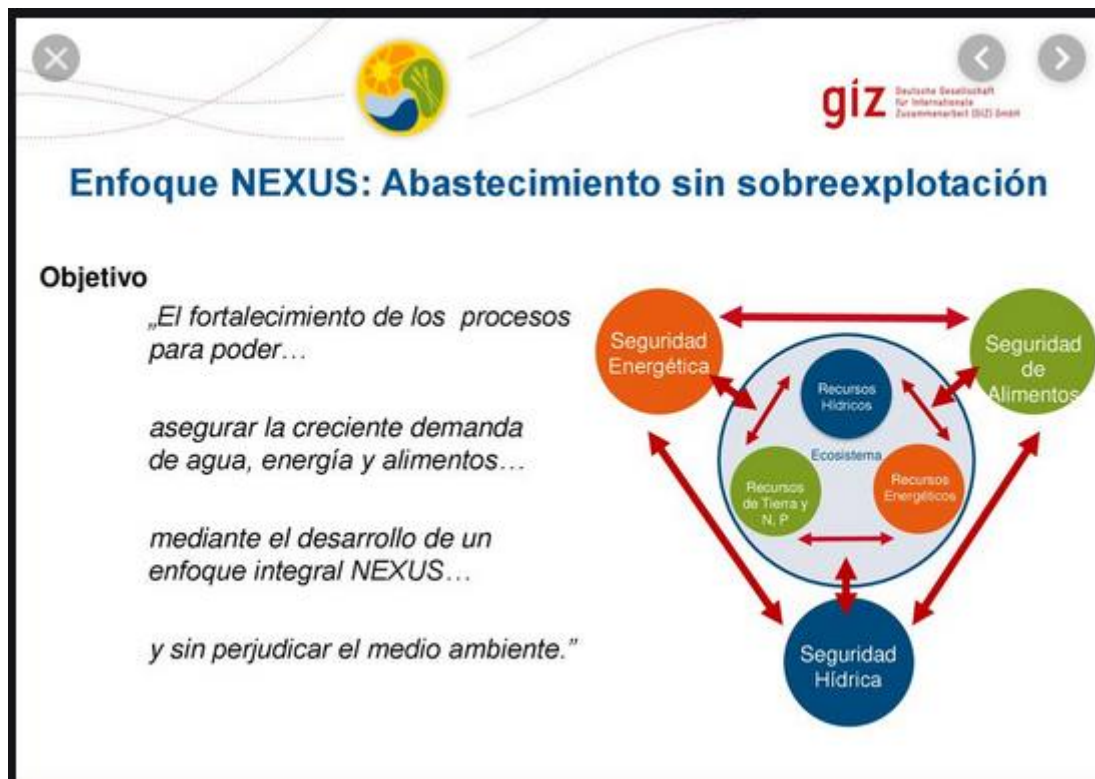 giz
Deutsche Gesellschaft
für Internationale
Zusammenarbeit (GIZ) GmbH
Enfoque NEXUS: Abastecimiento sin sobreexplotación
Objetivo
„El fortalecimiento de los procesos
para poder…
asegurar la creciente demanda
de agua, energía y alimentos…
mediante el desarrollo de un
enfoque integral NEXUS…
y sin perjudicar el medio ambiente.”
Seguridad
Energética
Seguridad
de
Alimentos
Recursos
Hídricos
Ecosistema
Recursos
de Tierra y
N, P
Recursos
Energéticos
Seguridad
Hídrica